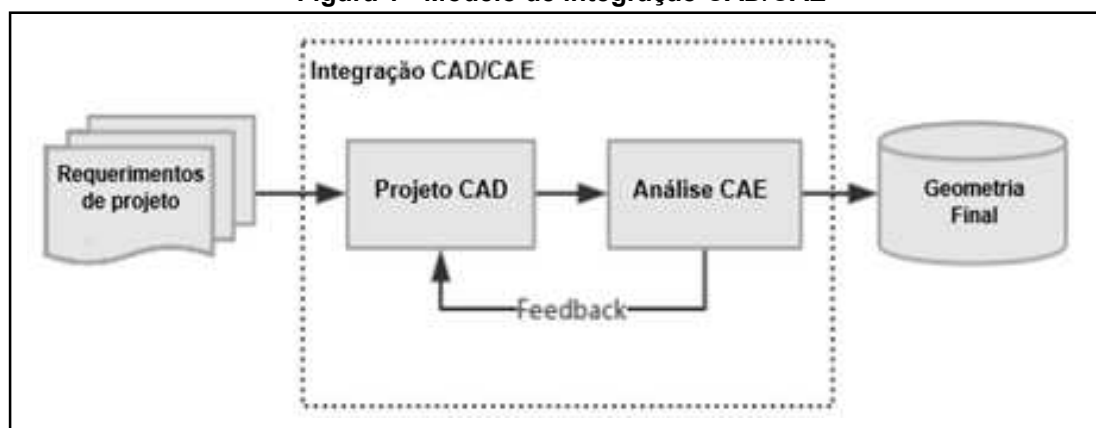 Integração CAD/CAE
Requerimentos
de projeto
Projeto CAD
Análise CAE
Geometria
Final
Feedback